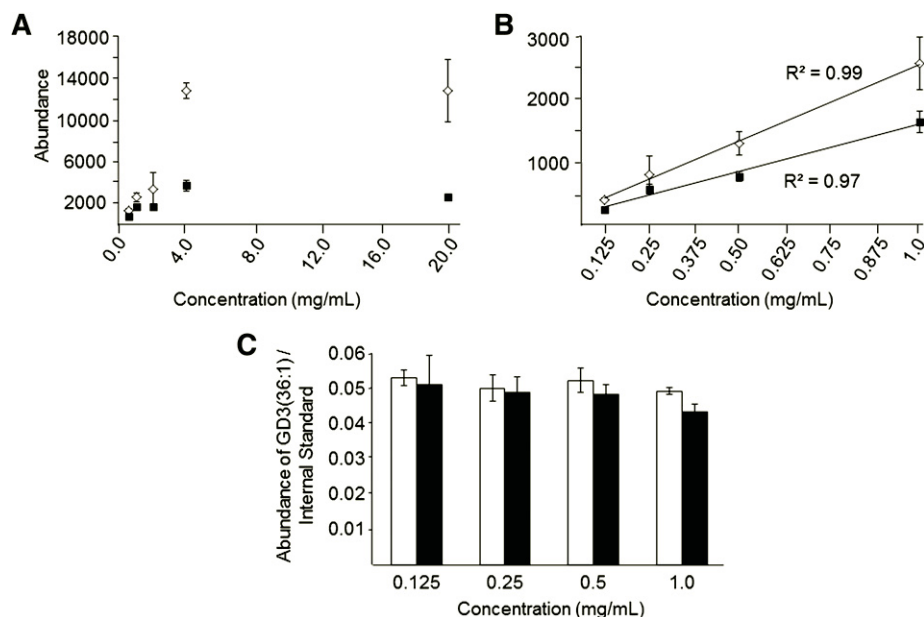 A
Abundance
18000
14000
10000
6000
2000
0.0
4.0
8.0
12.0
16.0
20.0
Concentration (mg/mL)
B
3000
2000
1000
R² = 0.99
R² = 0.97
0.125
0.25
0.375
0.50
0.625
0.75
0.875
1.0
Concentration (mg/mL)
C
Abundance of GD3(36:1) /
Internal Standard
0.06
0.05
0.04
0.03
0.02
0.01
0.125
0.25
0.5
1.0
Concentration (mg/mL)